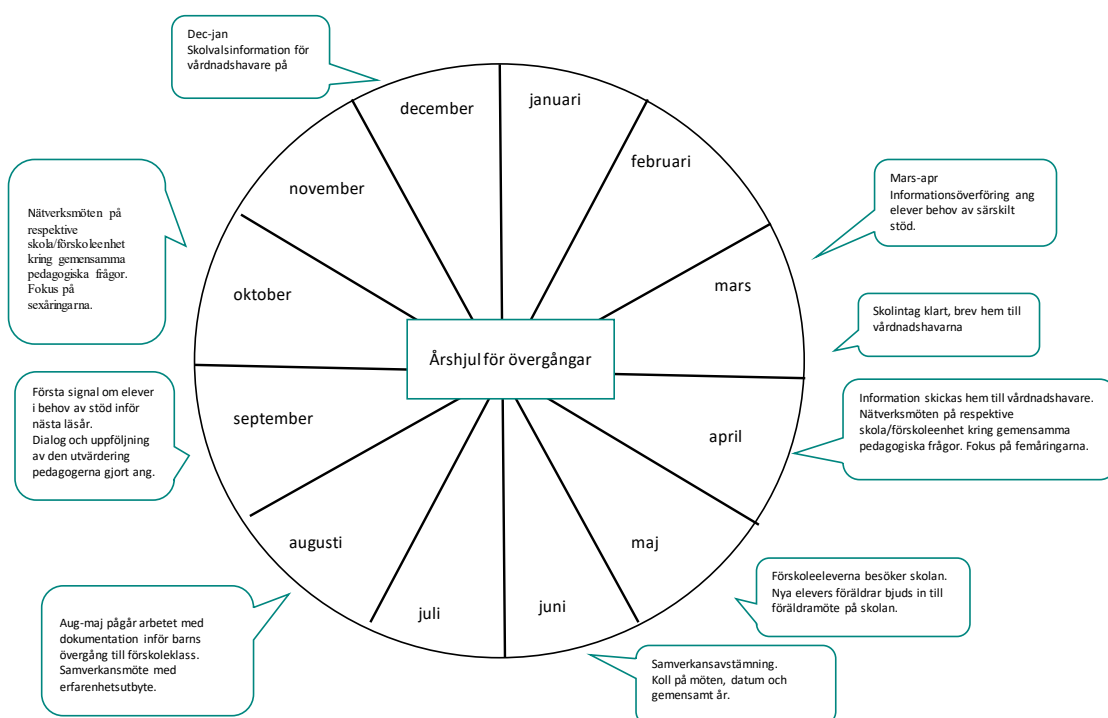 Dec-jan
Skolvalsinformation för
vårdnadshavare på
december
januari
februari
november
Mars-apr
Informationsöverföring ang
elever behov av särskilt
stöd.
Nätverksmöten på
respektive
skola/förskoleenhet
kring gemensamma
pedagogiska frågor.
Fokus på
sexåringarna.
oktober
mars
Skolintag klart, brev hem till
vårdnadshavarna
Årshjul för övergångar
Första signal om elever
i behov av stöd inför
nästa läsår.
Dialog och uppföljning
av den utvärdering
pedagogerna gjort ang.
september
april
Information skickas hem till vårdnadshavare.
Nätverksmöten på respektive
skola/förskoleenhet kring gemensamma
pedagogiska frågor. Fokus på femåringarna.
augusti
maj
juli
juni
Förskoleeleverna besöker skolan.
Nya elevers föräldrar bjuds in till
föräldramöte på skolan.
Aug-maj pågår arbetet med
dokumentation inför barns
övergång till förskoleklass.
Samverkansmöte med
erfarenhetsutbyte.
Samverkansavstämning.
Koll på möten, datum och
gemensamt år.